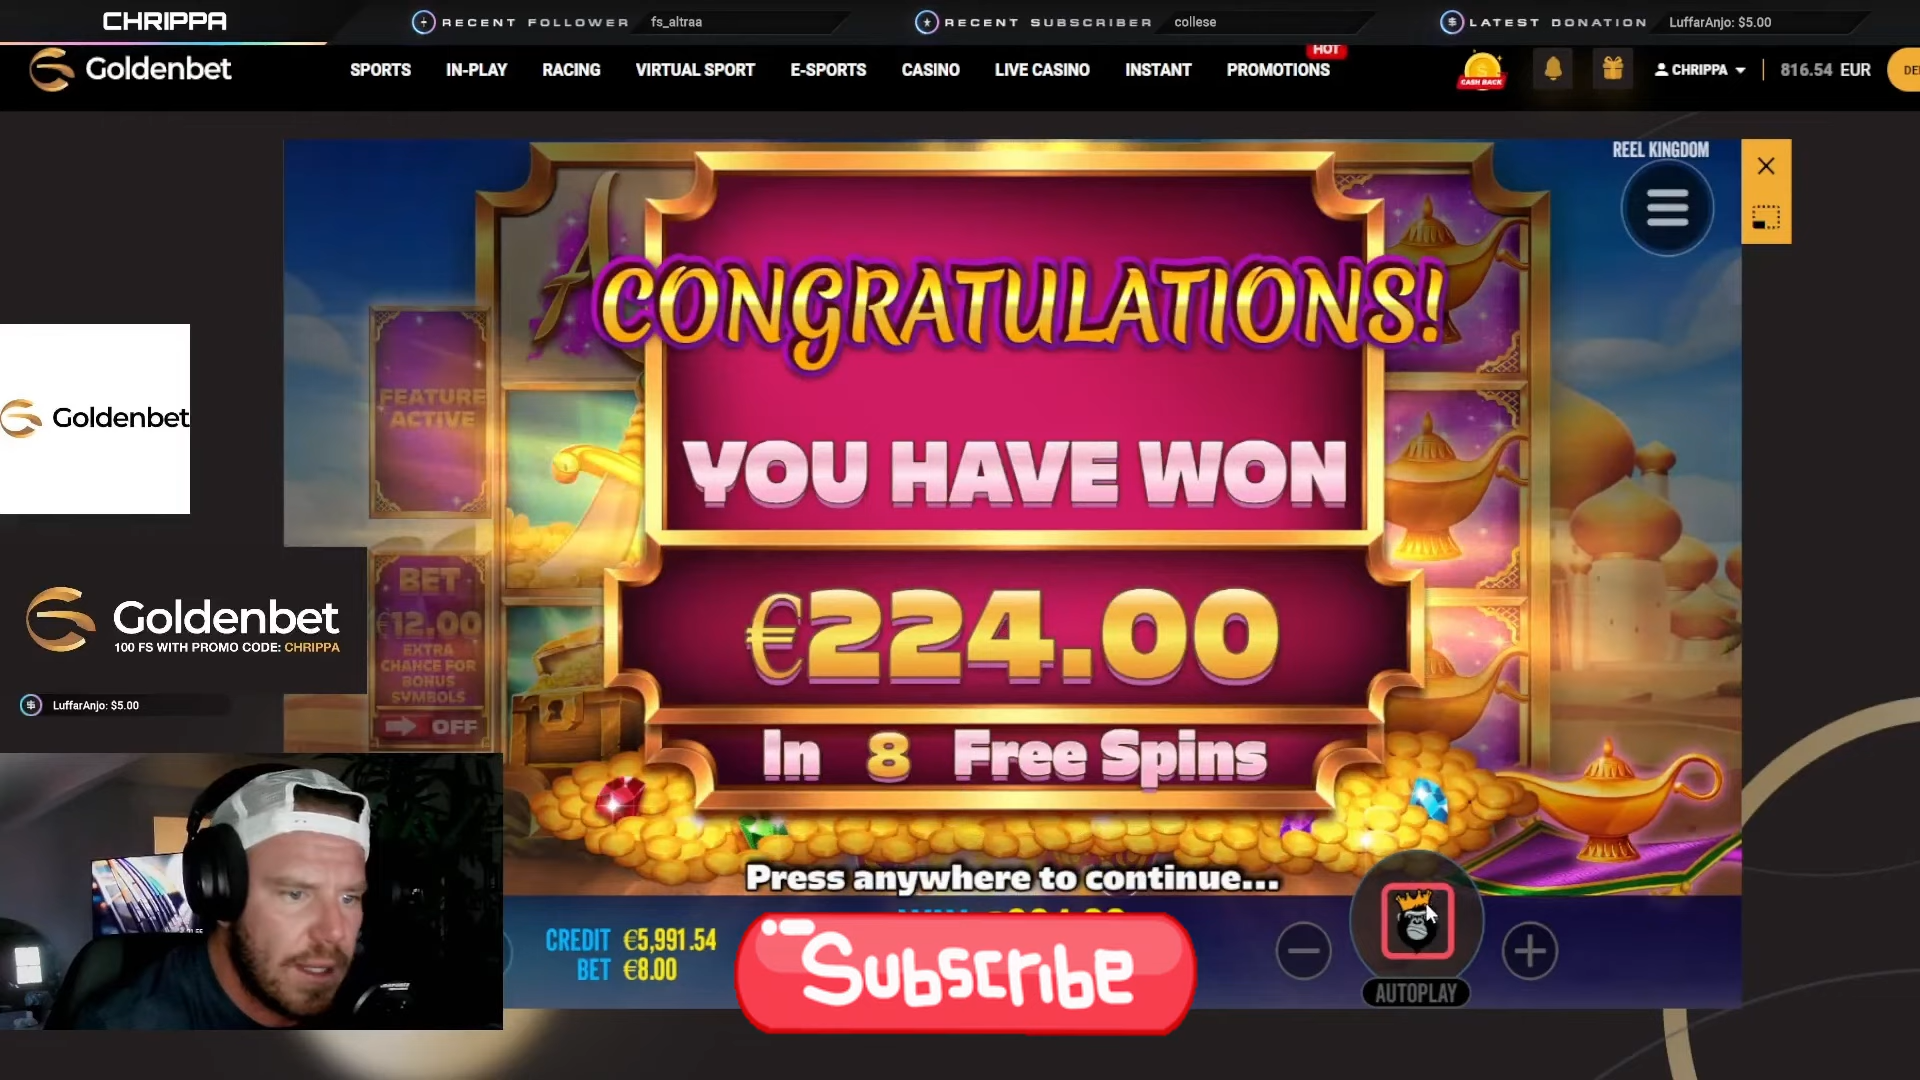 CHRIPPA
RECENT FOLLOWER fs_altraa
RECENT SUBSCRIBER collese
LATEST DONATION LuffarAnjo: $5.00
Goldenbet
SPORTS IN-PLAY RACING VIRTUAL SPORT E-SPORTS CASINO LIVE CASINO INSTANT PROMOTIONS
HOT
CASH BACK
CHRIPPA
816.54 EUR
REEL KINGDOM
CONGRATULATIONS!
YOU HAVE WON
€224.00
In 8 Free Spins
Press anywhere to continue...
FEATURE
ACTIVE
BET
€12.00
EXTRA
CHANCE FOR
BONUS
SYMBOLS
OFF
Goldenbet
Goldenbet
100 FS WITH PROMO CODE: CHRIPPA
LuffarAnjo: $5.00
CREDIT €5,991.54
BET €8.00
Subscribe
AUTOPLAY